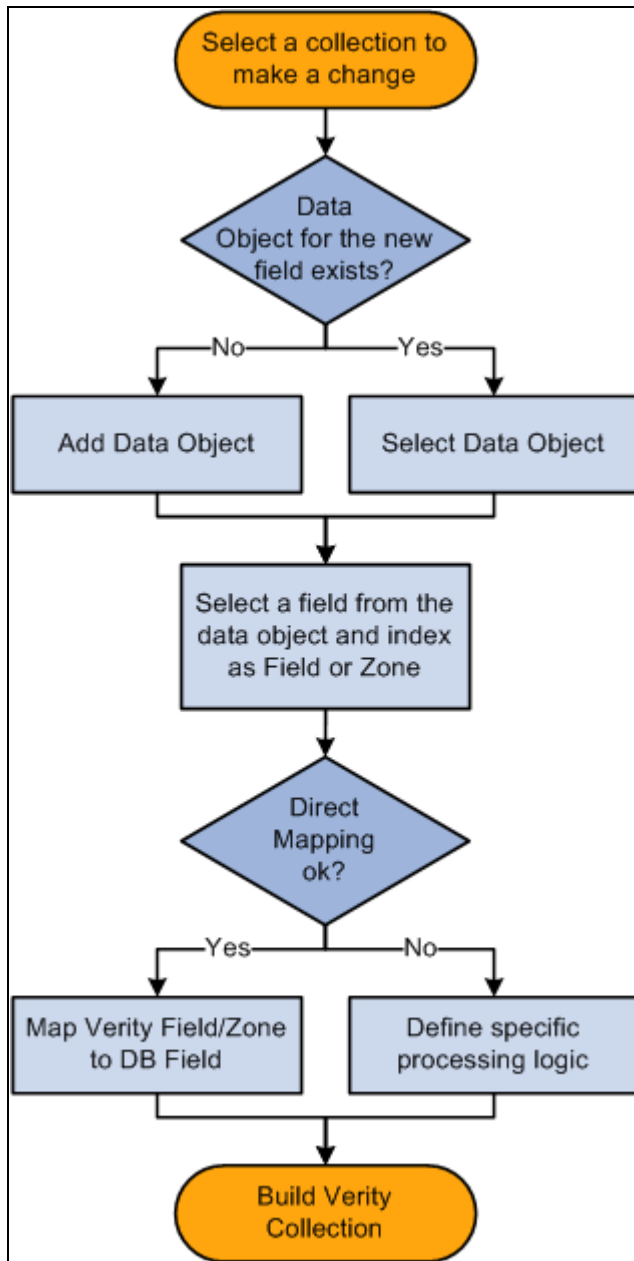 Select a collection to
make a change
Data
Object for the new
field exists?
No
Yes
Add Data Object
Select Data Object
Select a field from the
data object and index
as Field or Zone
Direct
Mapping
ok?
Yes
No
Map Verity Field/Zone
to DB Field
Define specific
processing logic
Build Verity
Collection